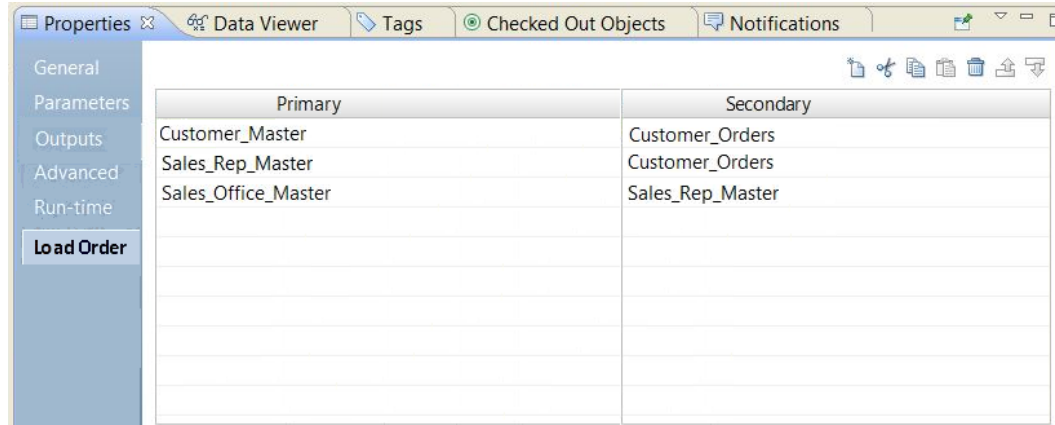 Properties Data Viewer Tags Checked Out Objects Notifications
General
Parameters
Outputs
Advanced
Run-time
Load Order
Primary Secondary
Customer_Master Customer_Orders
Sales_Rep_Master Customer_Orders
Sales_Office_Master Sales_Rep_Master